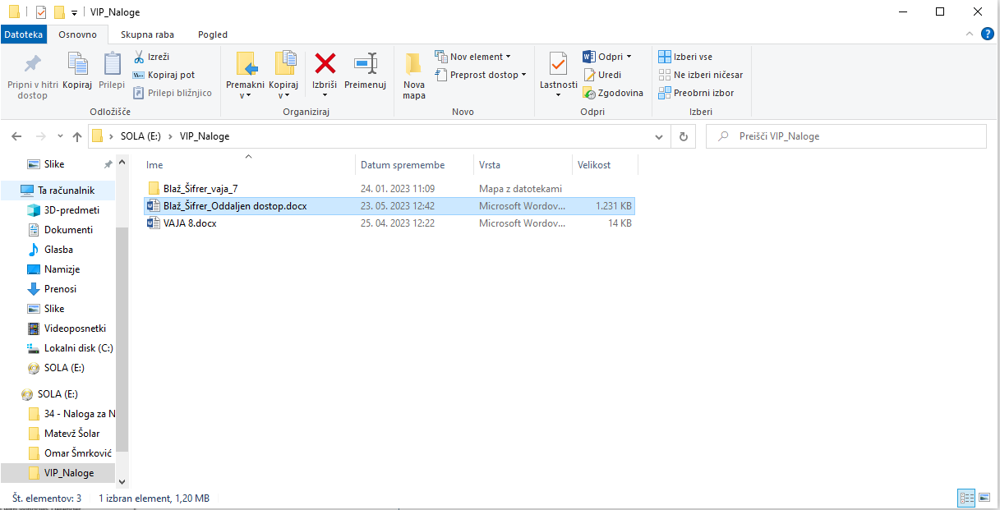 VIP_Naloge
Datoteka Osnovno Skupna raba Pogled
Pripni v hitri dostop
Kopiraj
Prilepi
Izreži
Kopiraj pot
Prilepi bližnjico
Odložišče
Premakni v
Kopiraj v
Izbriši
Preimenuj
Organiziraj
Nova mapa
Nov element
Preprost dostop
Novo
Lastnosti
Odpri
Uredi
Zgodovina
Odpri
Izberi vse
Ne izberi ničesar
Preobrni izbor
Izberi
SOLA (E:) › VIP_Naloge
Preišči VIP_Naloge
Slike
Ta računalnik
3D-predmeti
Dokumenti
Glasba
Namizje
Prenosi
Slike
Videoposnetki
Lokalni disk (C:)
SOLA (E:)
SOLA (E:)
34 - Naloga za N
Matevž Šolar
Omar Šmrković
VIP_Naloge
Ime Datum spremembe Vrsta Velikost
Blaž_Šifrer_vaja_7 24. 01. 2023 11:09 Mapa z datotekami
Blaž_Šifrer_Oddaljen dostop.docx 23. 05. 2023 12:42 Microsoft Wordov... 1.231 KB
VAJA 8.docx 25. 04. 2023 12:22 Microsoft Wordov... 14 KB
Št. elementov: 3 1 izbran element, 1,20 MB